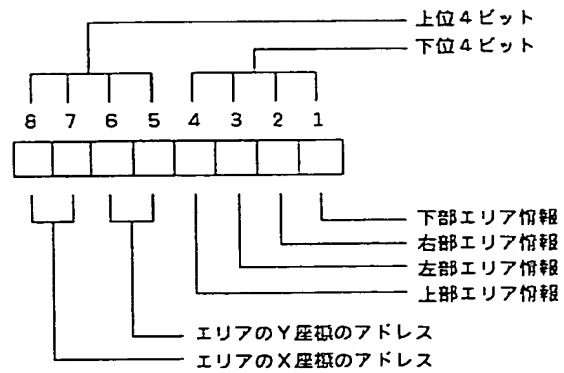 上位4ビット
下位4ビット
8 7 6 5 4 3 2 1
下部エリア情報
右部エリア情報
左部エリア情報
上部エリア情報
エリアのY座標のアドレス
エリアのX座標のアドレス